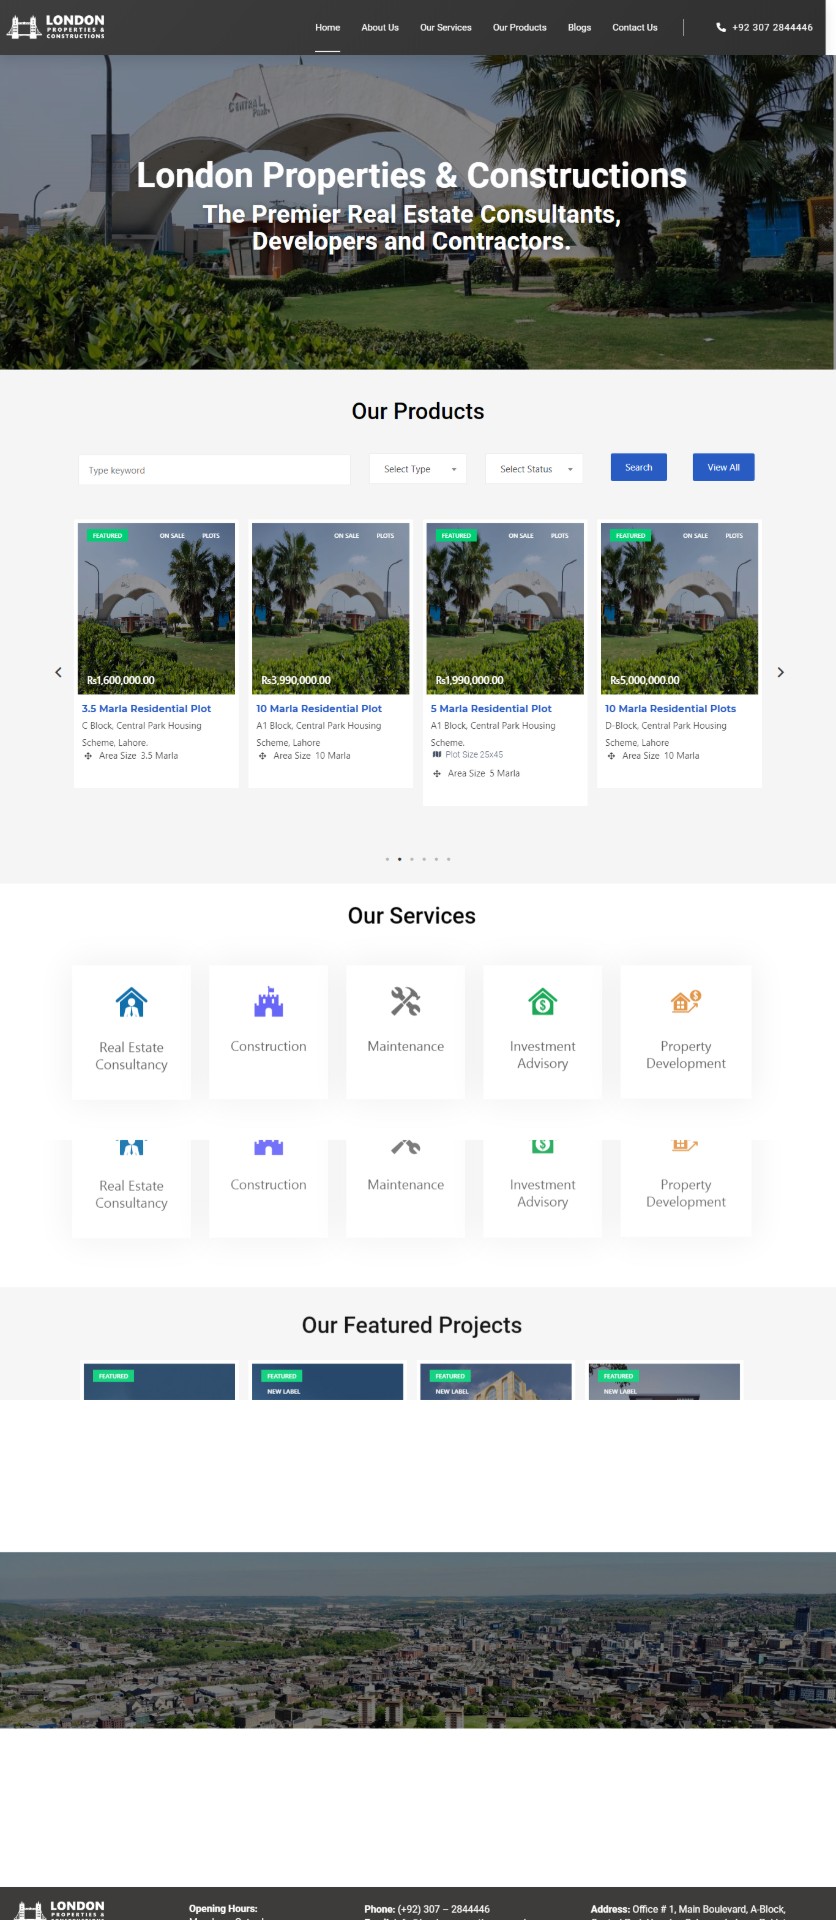 LONDON
PROPERTIES &
CONSTRUCTIONS
Home About Us Our Services Our Products Blogs Contact Us +92 307 2844446
CENTRAL
PARK
London Properties & Constructions
The Premier Real Estate Consultants,
Developers and Contractors.
Our Products
Type keyword Select Type Select Status Search View All
FEATURED ON SALE PLOTS
₨1,600,000.00
3.5 Marla Residential Plot
C Block, Central Park Housing
Scheme, Lahore.
Area Size 3.5 Marla
ON SALE PLOTS
₨3,990,000.00
10 Marla Residential Plot
A1 Block, Central Park Housing
Scheme, Lahore
Area Size 10 Marla
FEATURED ON SALE PLOTS
₨1,990,000.00
5 Marla Residential Plot
A1 Block, Central Park Housing
Scheme.
Plot Size 25x45
Area Size 5 Marla
FEATURED ON SALE PLOTS
₨5,000,000.00
10 Marla Residential Plots
D-Block, Central Park Housing
Scheme, Lahore
Area Size 10 Marla
Our Services
Real Estate
Consultancy
Construction
Maintenance
Investment
Advisory
Property
Development
Real Estate
Consultancy
Construction
Maintenance
Investment
Advisory
Property
Development
Our Featured Projects
FEATURED
FEATURED
NEW LABEL
FEATURED
NEW LABEL
FEATURED
NEW LABEL
LONDON
PROPERTIES &
Opening Hours:
Phone: (+92) 307 – 2844446
Address: Office # 1, Main Boulevard, A-Block,